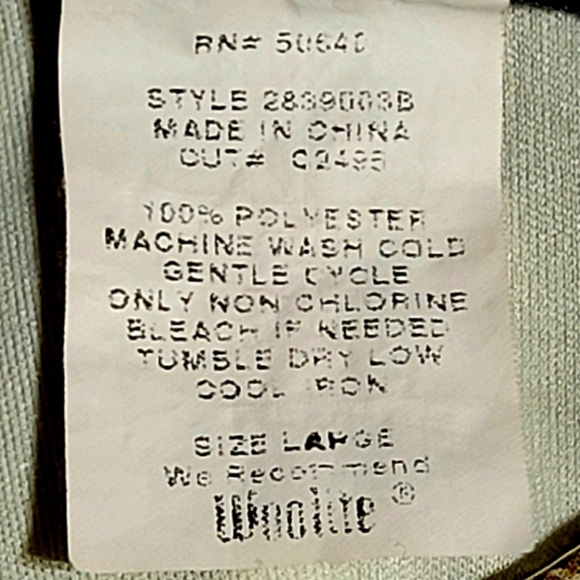 RN# 50640
STYLE 2839003B
MADE IN CHINA
CUT# C2495
100% POLYESTER
MACHINE WASH COLD
GENTLE CYCLE
ONLY NON CHLORINE
BLEACH IF NEEDED
TUMBLE DRY LOW
COOL IRON
SIZE LARGE
We Recommend
Woolite ®